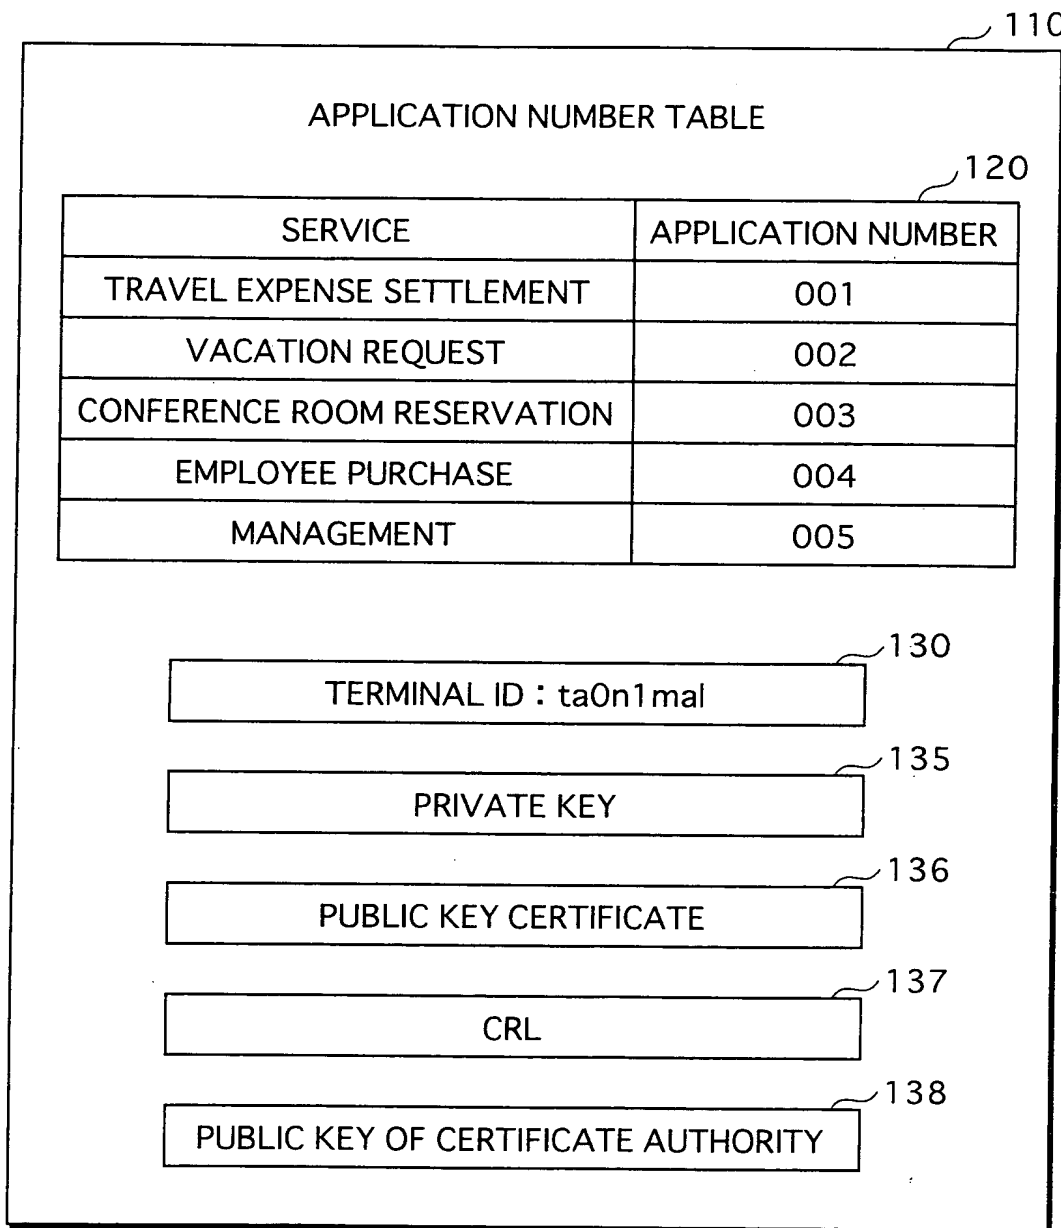 110
APPLICATION NUMBER TABLE
120
SERVICE APPLICATION NUMBER
TRAVEL EXPENSE SETTLEMENT 001
VACATION REQUEST 002
CONFERENCE ROOM RESERVATION 003
EMPLOYEE PURCHASE 004
MANAGEMENT 005
130
TERMINAL ID : ta0n1mal
135
PRIVATE KEY
136
PUBLIC KEY CERTIFICATE
137
CRL
138
PUBLIC KEY OF CERTIFICATE AUTHORITY